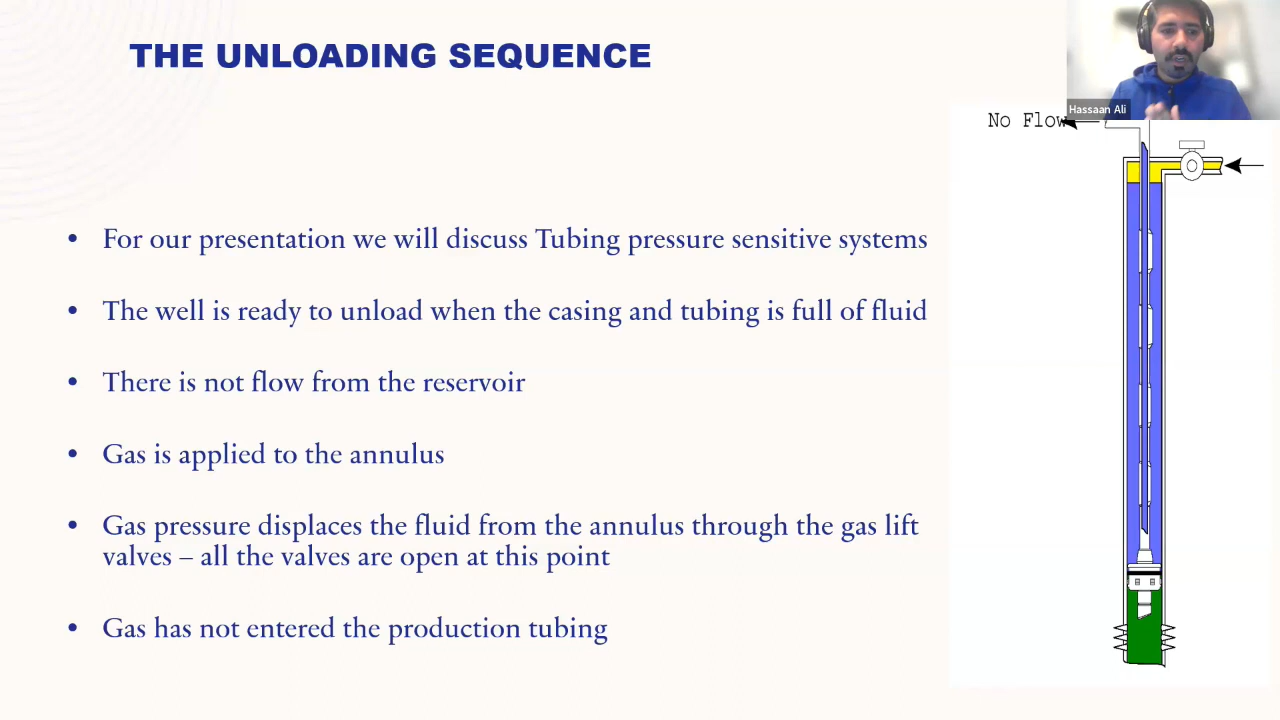 THE UNLOADING SEQUENCE
Hassaan Ali
No Flow
• For our presentation we will discuss Tubing pressure sensitive systems
• The well is ready to unload when the casing and tubing is full of fluid
• There is not flow from the reservoir
• Gas is applied to the annulus
• Gas pressure displaces the fluid from the annulus through the gas lift
valves – all the valves are open at this point
• Gas has not entered the production tubing